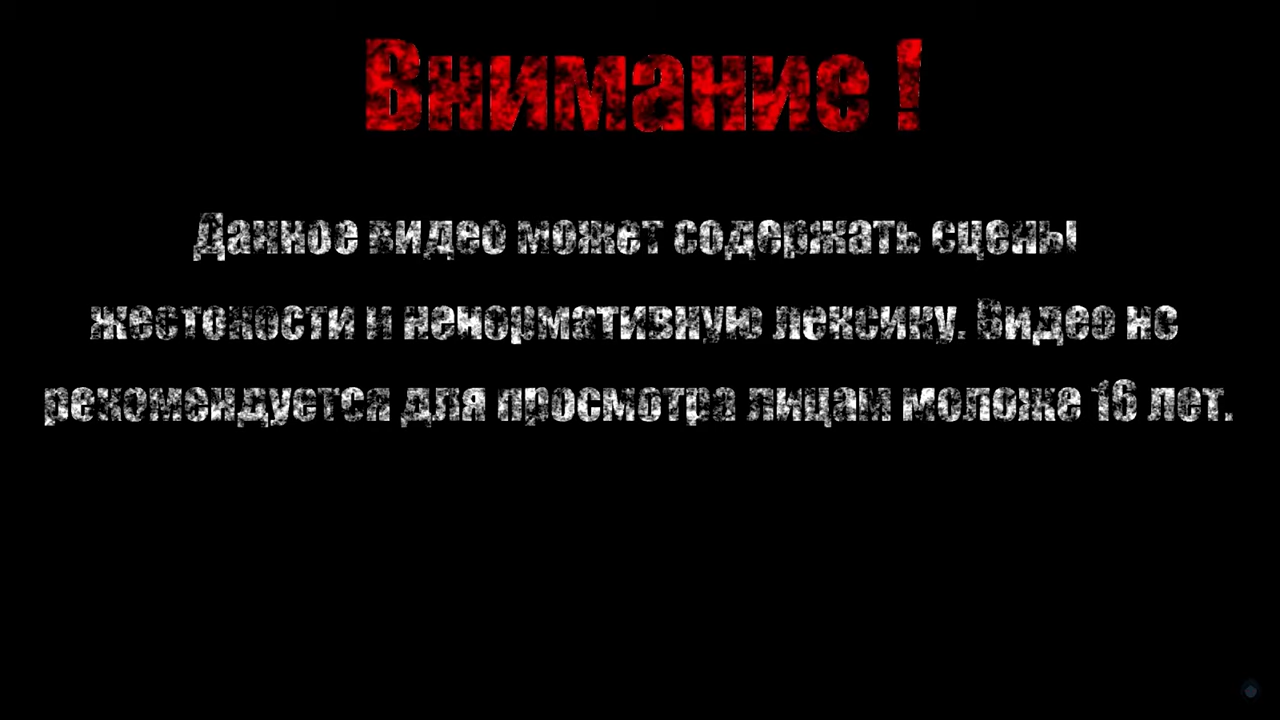 Внимание !
Данное видео может содержать сцены
жестокости и ненормативную лексику. Видео не
рекомендуется для просмотра лицам моложе 16 лет.